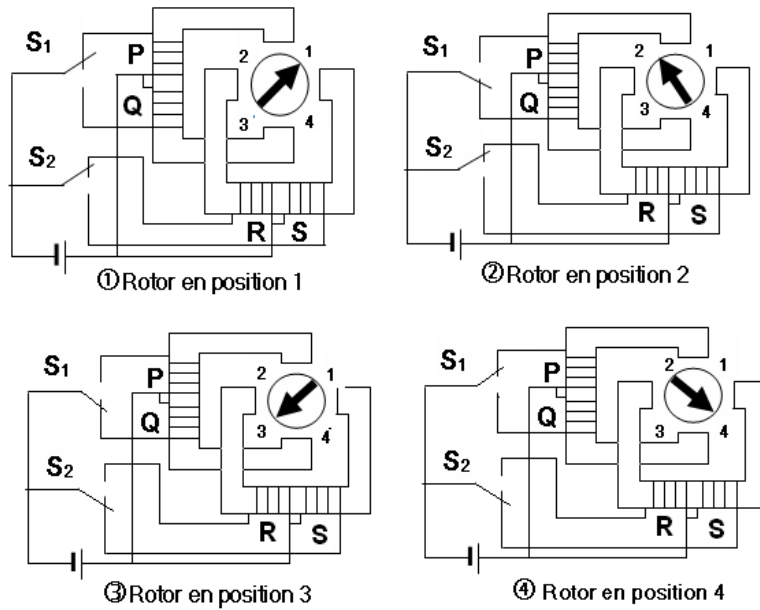 S1
P
Q
S2
R S
2 1
3 4
①Rotor en position 1
S1
P
Q
S2
R S
2 1
3 4
②Rotor en position 2
S1
P
Q
S2
R S
2 1
3 4
③Rotor en position 3
S1
P
Q
S2
R S
2 1
3 4
④ Rotor en position 4